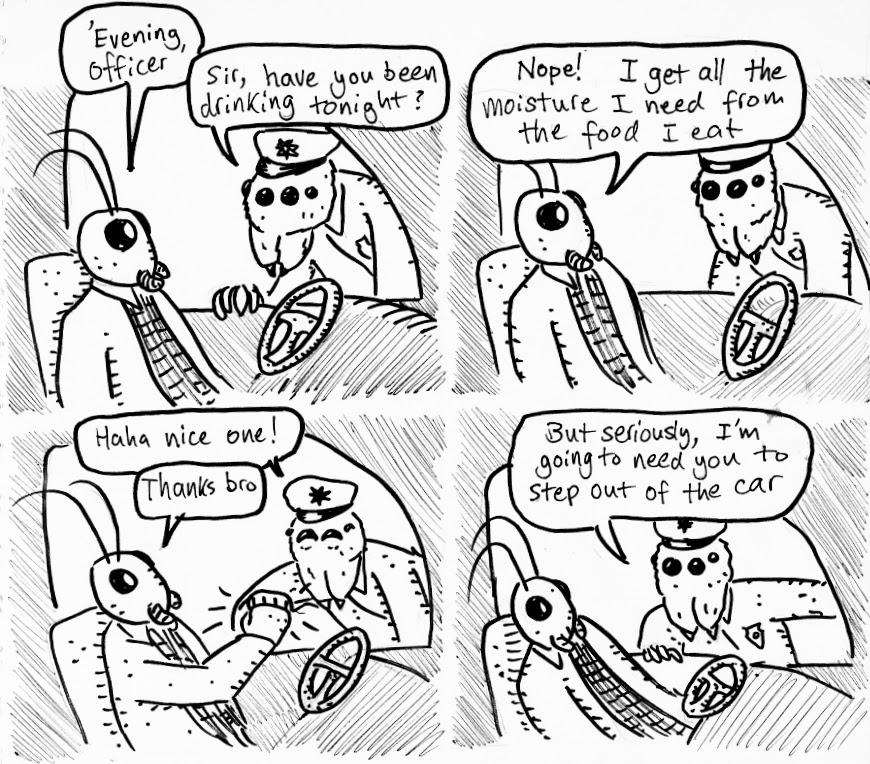 'Evening,
Officer
Sir, have you been
drinking tonight?
Nope! I get all the
moisture I need from
the food I eat
Haha nice one!
Thanks bro
But seriously, I'm
going to need you to
step out of the car